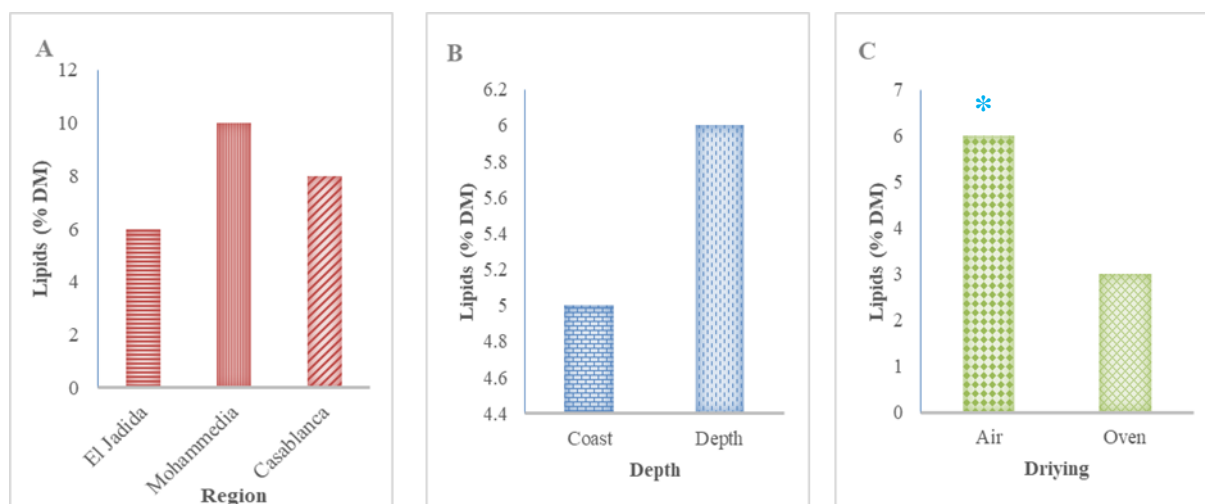 A
Lipids (% DM)
12
10
8
6
4
2
0
El Jadida
Mohammedia
Casablanca
Region
B
Lipids (% DM)
6.2
6
5.8
5.6
5.4
5.2
5
4.8
4.6
4.4
Coast
Depth
Depth
C
Lipids (% DM)
7
6
5
4
3
2
1
0
*
Air
Oven
Driying